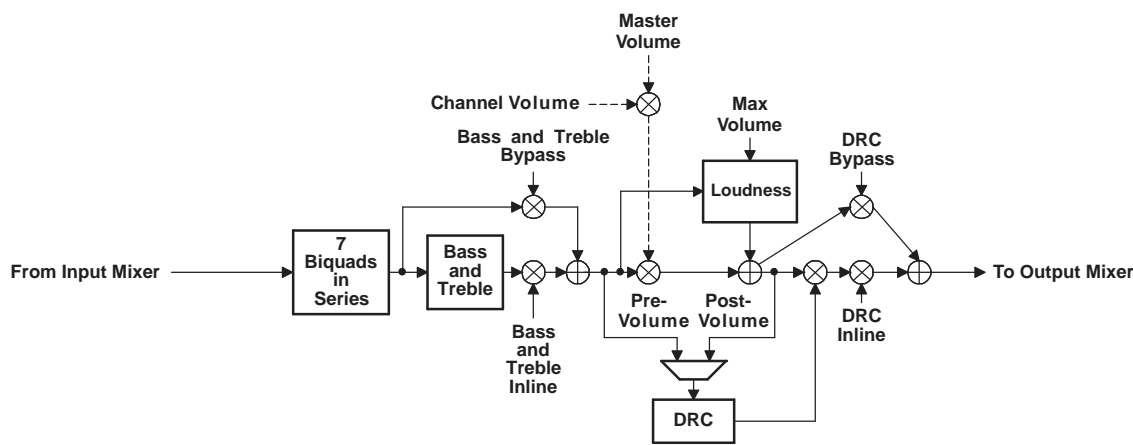 Master
Volume
Channel Volume
Max
Volume
Bass and Treble
Bypass
DRC
Bypass
Loudness
From Input Mixer
7
Biquads
in
Series
Bass
and
Treble
To Output Mixer
Bass
and
Treble
Inline
Pre-
Volume
Post-
Volume
DRC
Inline
DRC